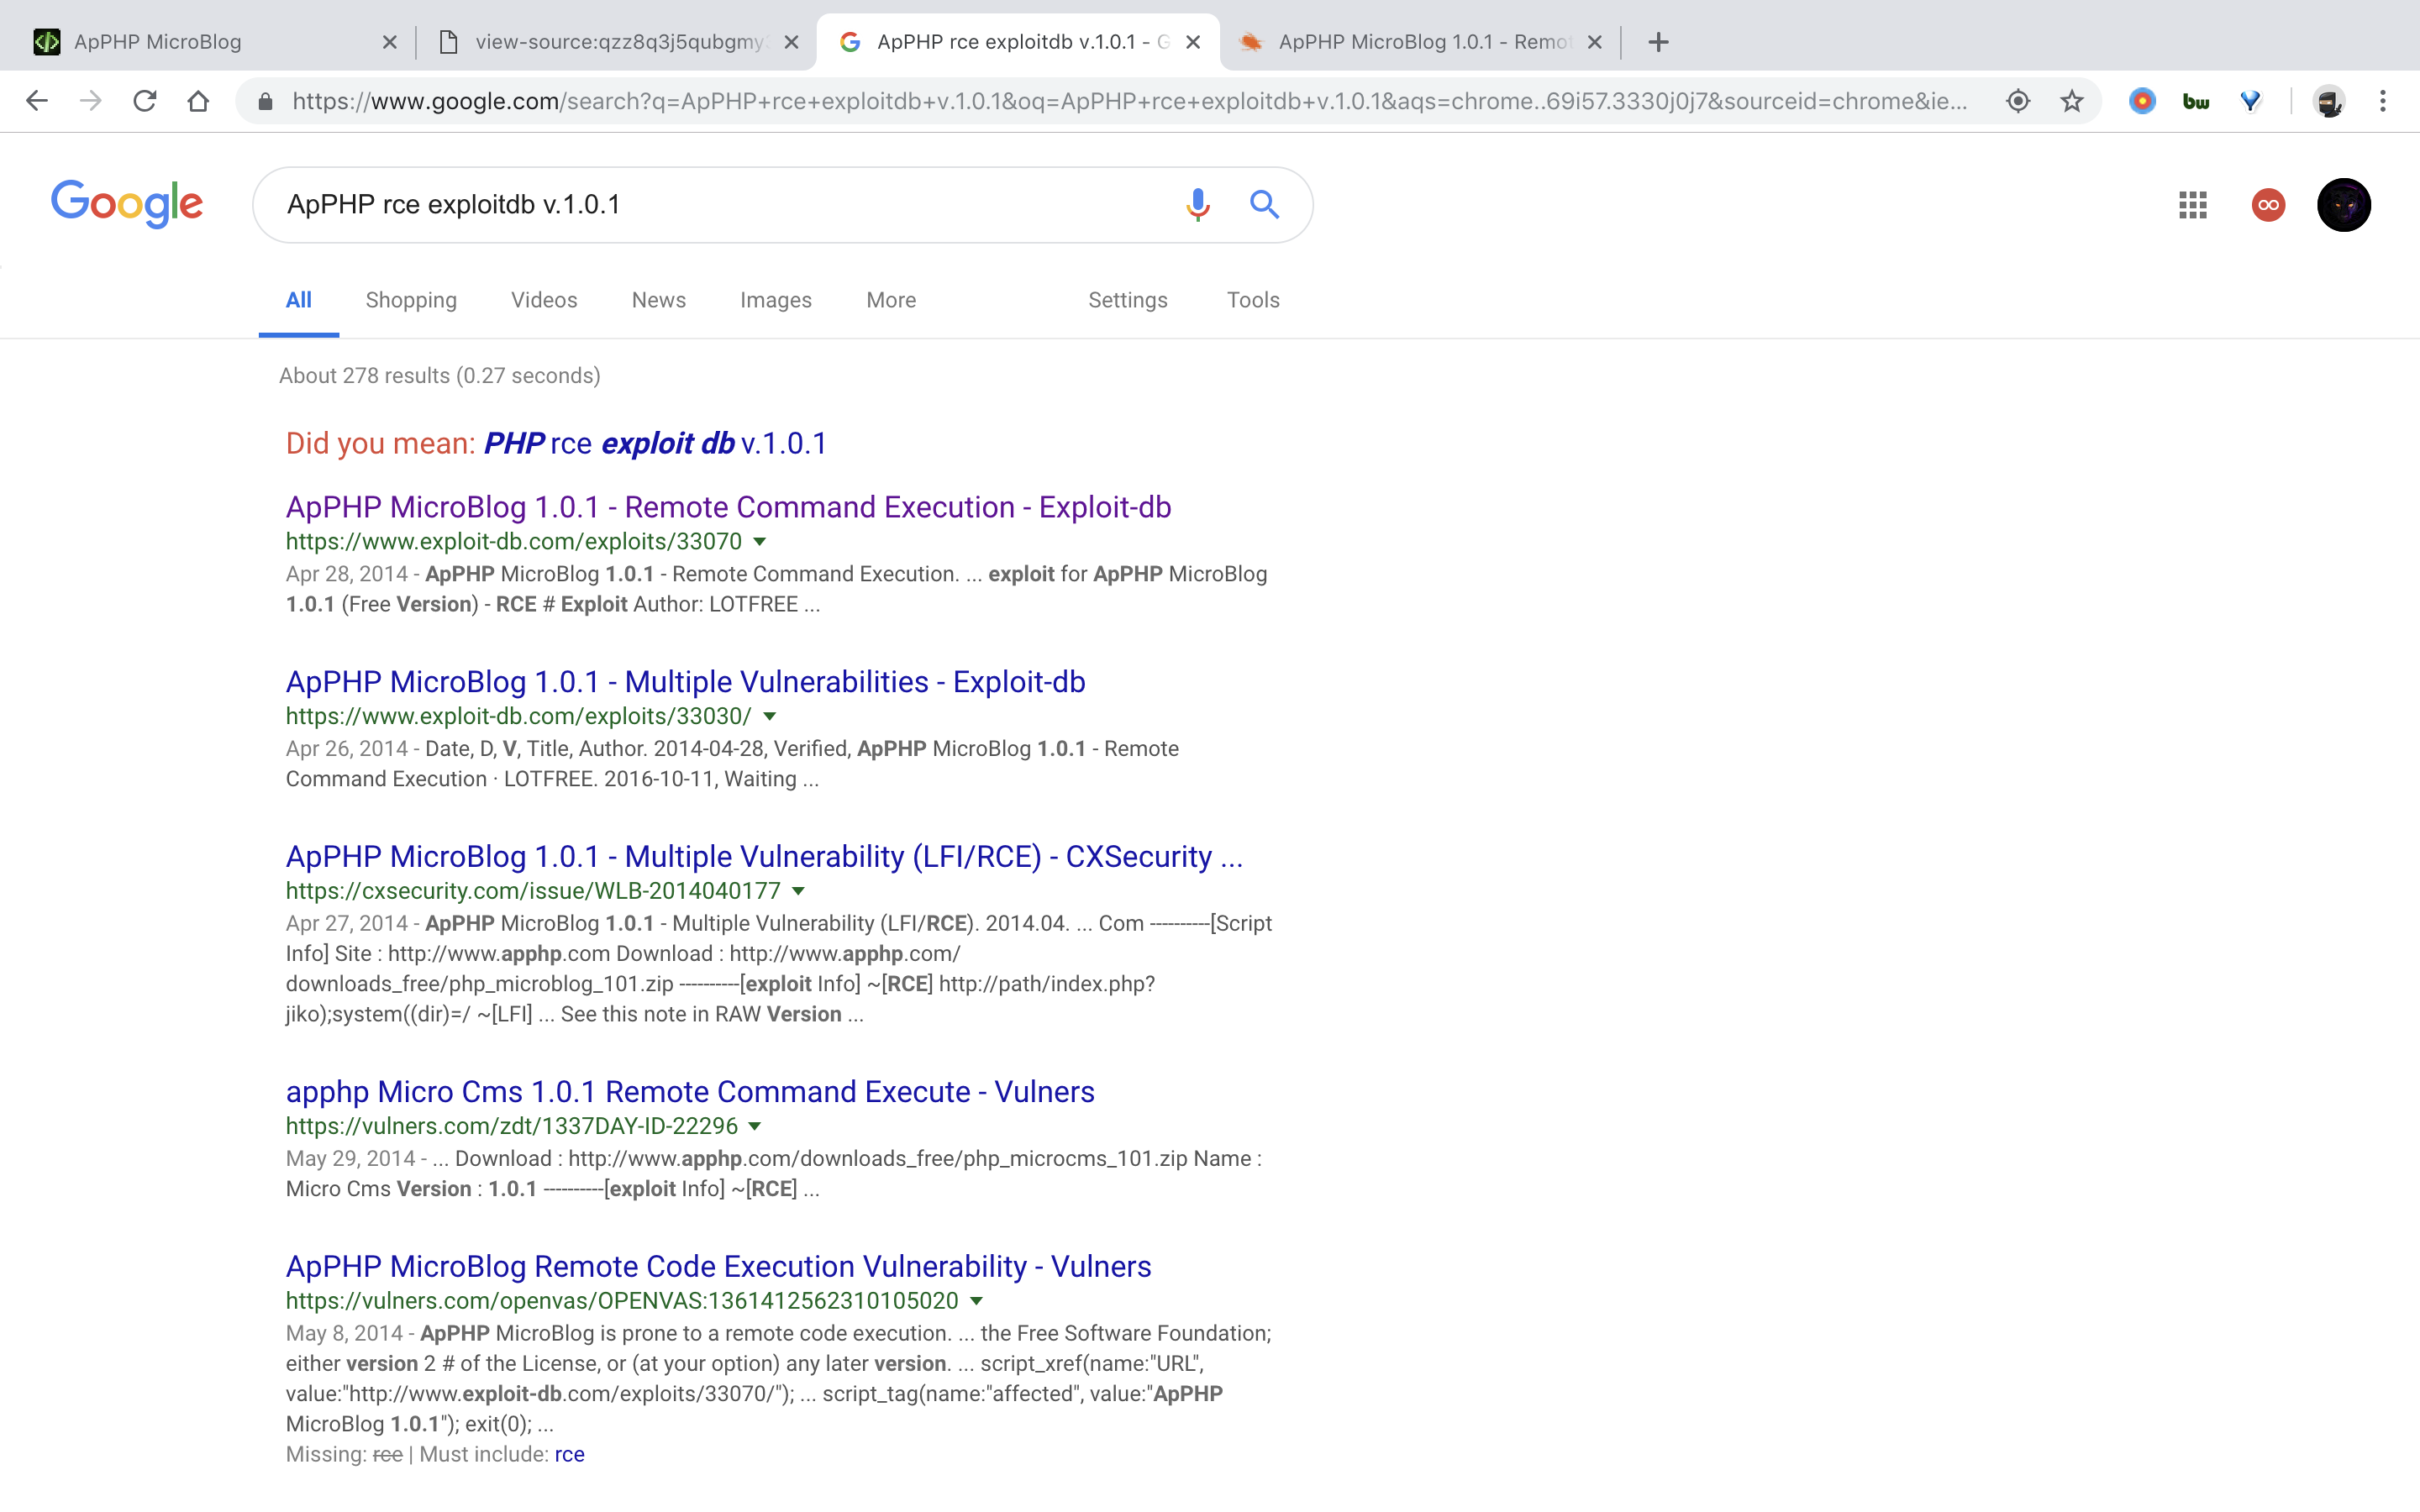 ApPHP MicroBlog
view-source:qzz8q3j5qubgmy
ApPHP rce exploitdb v.1.0.1 - G
ApPHP MicroBlog 1.0.1 - Remo
https://www.google.com/search?q=ApPHP+rce+exploitdb+v.1.0.1&oq=ApPHP+rce+exploitdb+v.1.0.1&aqs=chrome..69i57.3330j0j7&sourceid=chrome&ie...
bw
Google
ApPHP rce exploitdb v.1.0.1
All Shopping Videos News Images More Settings Tools
About 278 results (0.27 seconds)
Did you mean: PHP rce exploit db v.1.0.1
ApPHP MicroBlog 1.0.1 - Remote Command Execution - Exploit-db
https://www.exploit-db.com/exploits/33070
Apr 28, 2014 - ApPHP MicroBlog 1.0.1 - Remote Command Execution. ... exploit for ApPHP MicroBlog
1.0.1 (Free Version) - RCE # Exploit Author: LOTFREE ...
ApPHP MicroBlog 1.0.1 - Multiple Vulnerabilities - Exploit-db
https://www.exploit-db.com/exploits/33030/
Apr 26, 2014 - Date, D, V, Title, Author. 2014-04-28, Verified, ApPHP MicroBlog 1.0.1 - Remote
Command Execution · LOTFREE. 2016-10-11, Waiting ...
ApPHP MicroBlog 1.0.1 - Multiple Vulnerability (LFI/RCE) - CXSecurity ...
https://cxsecurity.com/issue/WLB-2014040177
Apr 27, 2014 - ApPHP MicroBlog 1.0.1 - Multiple Vulnerability (LFI/RCE). 2014.04. ... Com ----------[Script
Info] Site : http://www.apphp.com Download : http://www.apphp.com/
downloads_free/php_microblog_101.zip ----------[exploit Info] ~[RCE] http://path/index.php?
jiko);system((dir)=/ ~[LFI] ... See this note in RAW Version ...
apphp Micro Cms 1.0.1 Remote Command Execute - Vulners
https://vulners.com/zdt/1337DAY-ID-22296
May 29, 2014 - ... Download : http://www.apphp.com/downloads_free/php_microcms_101.zip Name :
Micro Cms Version : 1.0.1 ----------[exploit Info] ~[RCE] ...
ApPHP MicroBlog Remote Code Execution Vulnerability - Vulners
https://vulners.com/openvas/OPENVAS:1361412562310105020
May 8, 2014 - ApPHP MicroBlog is prone to a remote code execution. ... the Free Software Foundation;
either version 2 # of the License, or (at your option) any later version. ... script_xref(name:"URL",
value:"http://www.exploit-db.com/exploits/33070/"); ... script_tag(name:"affected", value:"ApPHP
MicroBlog 1.0.1"); exit(0); ...
Missing: rce | Must include: rce